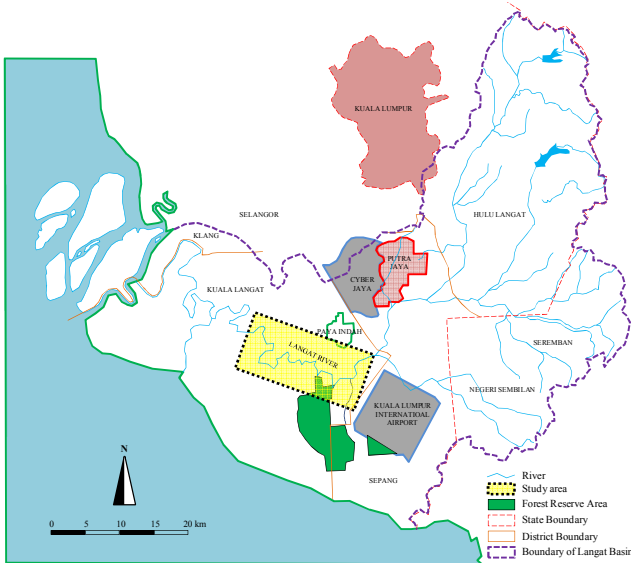 KUALA LUMPUR
SELANGOR
HULU LANGAT
KLANG
PUTRA
JAYA
CYBER
JAYA
KUALA LANGAT
PAYA INDAH
LANGAT RIVER
SEREMBAN
NEGERI SEMBILAN
KUALA LUMPUR
INTERNATIOAL
AIRPORT
SEPANG
N
0 5 10 15 20 km
River
Study area
Forest Reserve Area
State Boundary
District Boundary
Boundary of Langat Basin